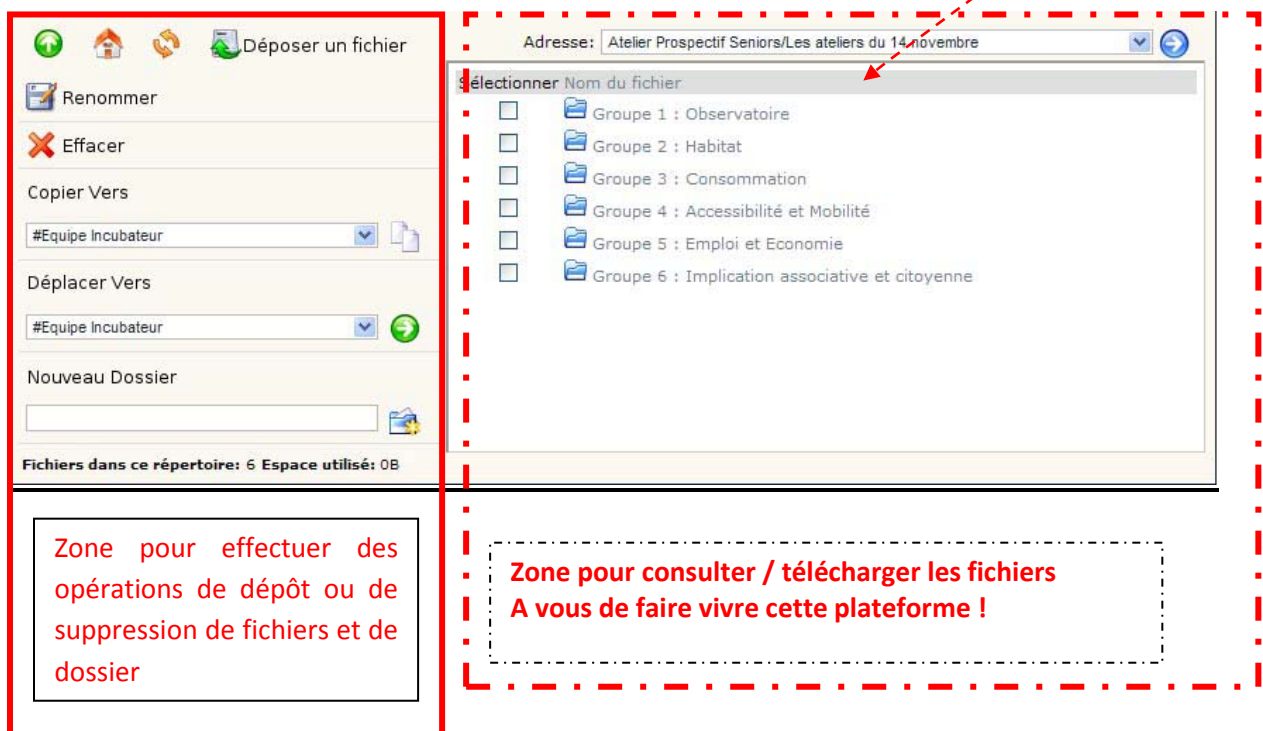 Déposer un fichier
Renommer
Effacer
Copier Vers
#Equipe Incubateur
Déplacer Vers
#Equipe Incubateur
Nouveau Dossier
Fichiers dans ce répertoire: 6 Espace utilisé: 0B
Adresse: Atelier Prospectif Seniors/Les ateliers du 14 novembre
Sélectionner Nom du fichier
Groupe 1 : Observatoire
Groupe 2 : Habitat
Groupe 3 : Consommation
Groupe 4 : Accessibilité et Mobilité
Groupe 5 : Emploi et Economie
Groupe 6 : Implication associative et citoyenne
Zone pour effectuer des
opérations de dépôt ou de
suppression de fichiers et de
dossier
Zone pour consulter / télécharger les fichiers
A vous de faire vivre cette plateforme !